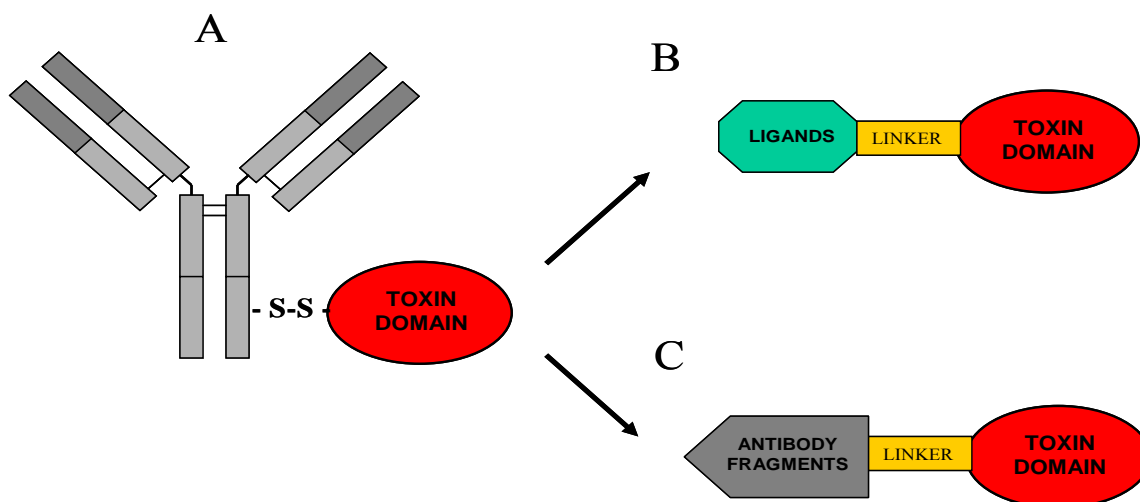 A
- S-S -
TOXIN
DOMAIN
B
LIGANDS
LINKER
TOXIN
DOMAIN
C
ANTIBODY
FRAGMENTS
LINKER
TOXIN
DOMAIN